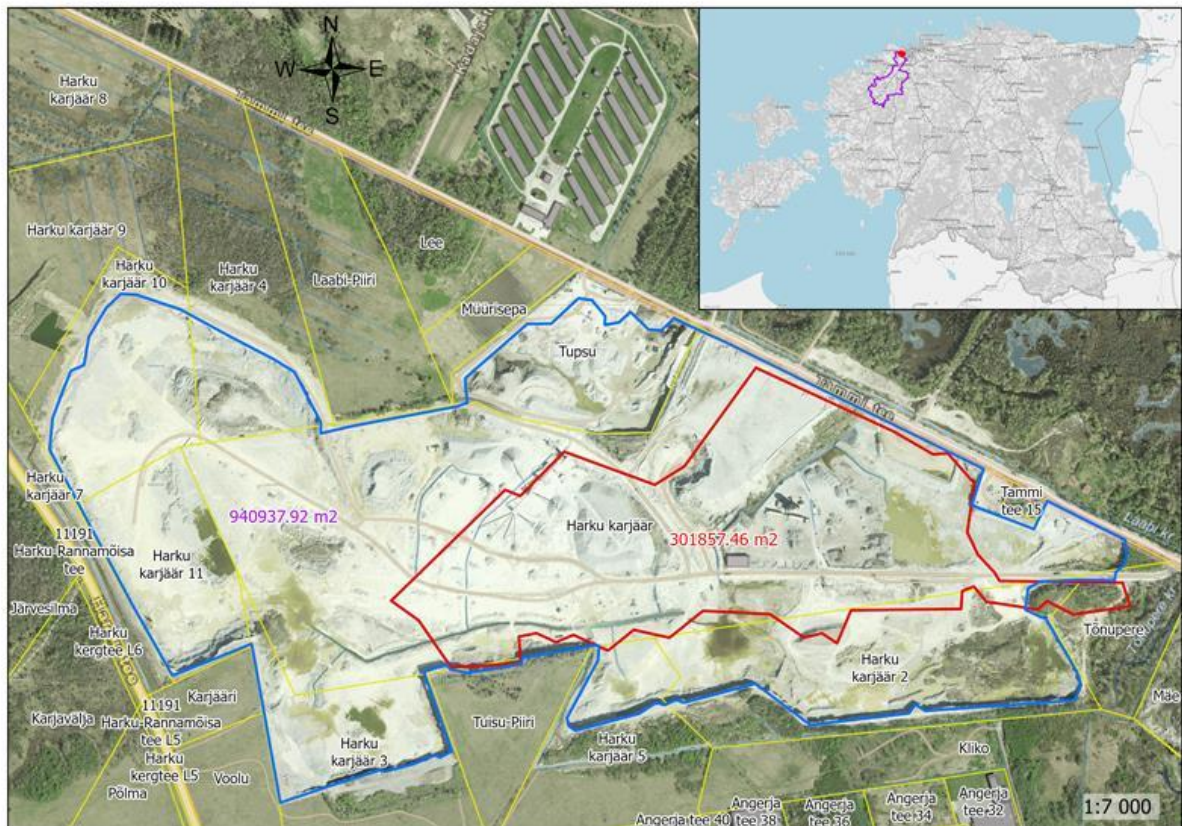 N
W
E
S
Kadaja tee
Tammi tee
Harku
karjäär 8
Harku karjäär 9
Harku
karjäär 10
Harku
karjäär 4
Laabi-Piiri
Lee
Müürisepa
Tupsu
Tammi tee
Tammi
tee 15
Harku
karjäär 7
11191
Harku-Rannamõisa
tee
940937.92 m2
Harku karjäär
301857.46 m2
Harku
karjäär 11
Järvesilma
Harku
kergtee L6
Tõnupere
Harku
karjäär 2
Karjääri
Karjavälja
11191
Harku-Rannamõisa
tee L5
Tuisu-Piiri
Mäe
Harku
kergtee L5
Harku
karjäär 3
Harku
karjäär 5
Voolu
Põlma
Kliko
Angerja tee 40
Angerja
tee 38
Angerja
tee 36
Angerja
tee 34
Angerja
tee 32
1:7 000